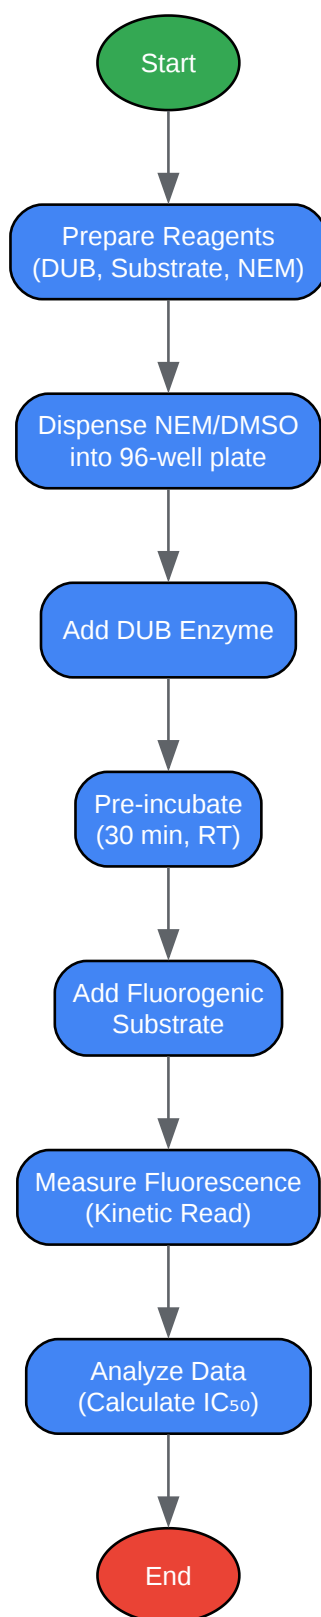 Start
Prepare Reagents
(DUB, Substrate, NEM)
Dispense NEM/DMSO
into 96-well plate
Add DUB Enzyme
Pre-incubate
(30 min, RT)
Add Fluorogenic
Substrate
Measure Fluorescence
(Kinetic Read)
Analyze Data
(Calculate IC₅₀)
End